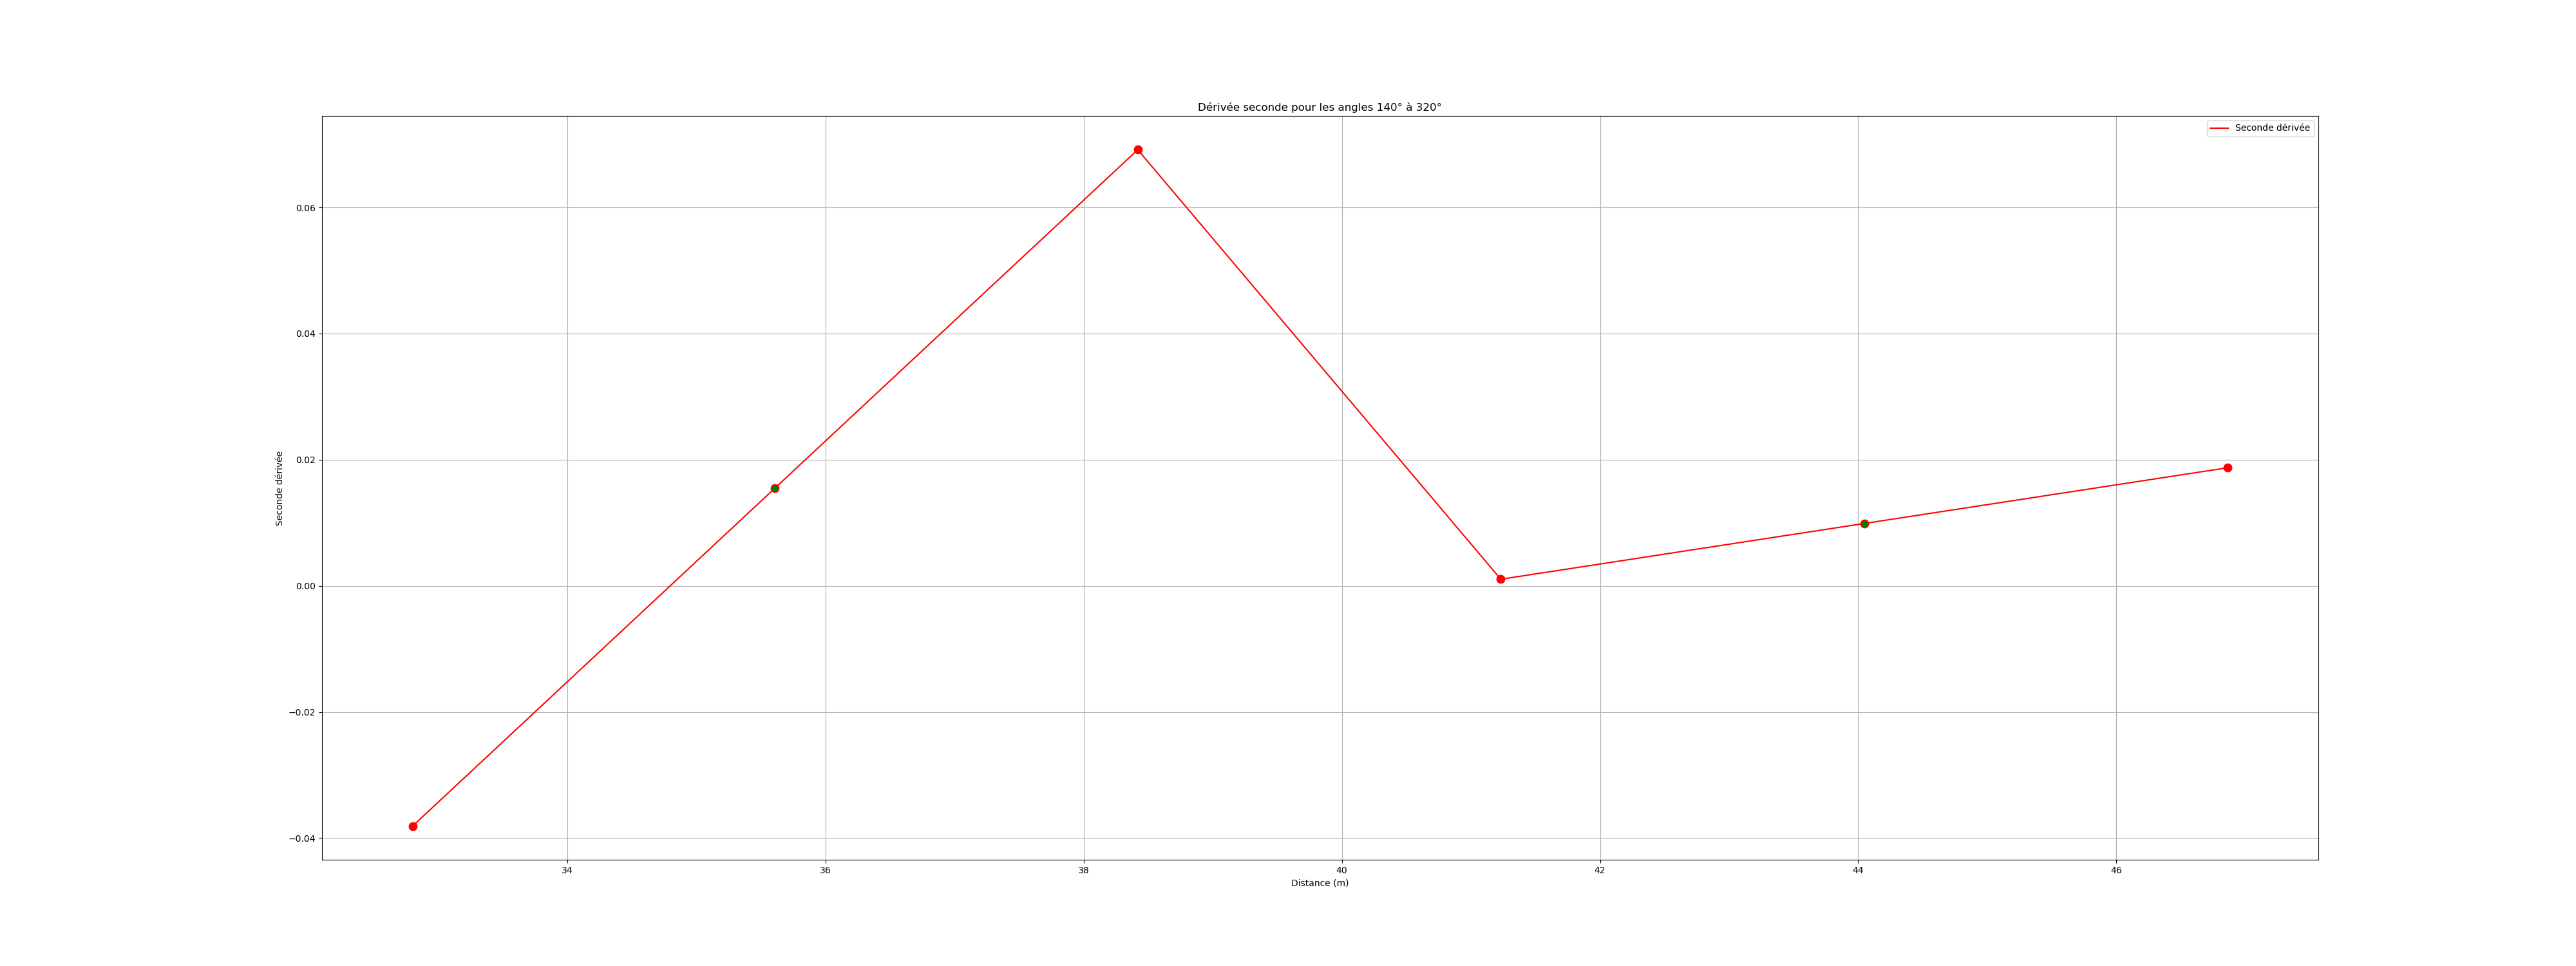 Dérivée seconde pour les angles 140° à 320°
Seconde dérivée
0.06
0.04
0.02
0.00
−0.02
−0.04
Seconde dérivée
34 36 38 40 42 44 46
Distance (m)